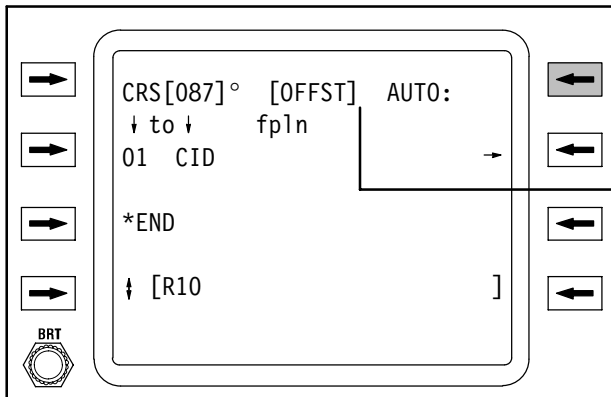 CRS[087]° [OFFST] AUTO:
↓ to ↓ fpln
01 CID →
*END
↕ [R10 ]
BRT